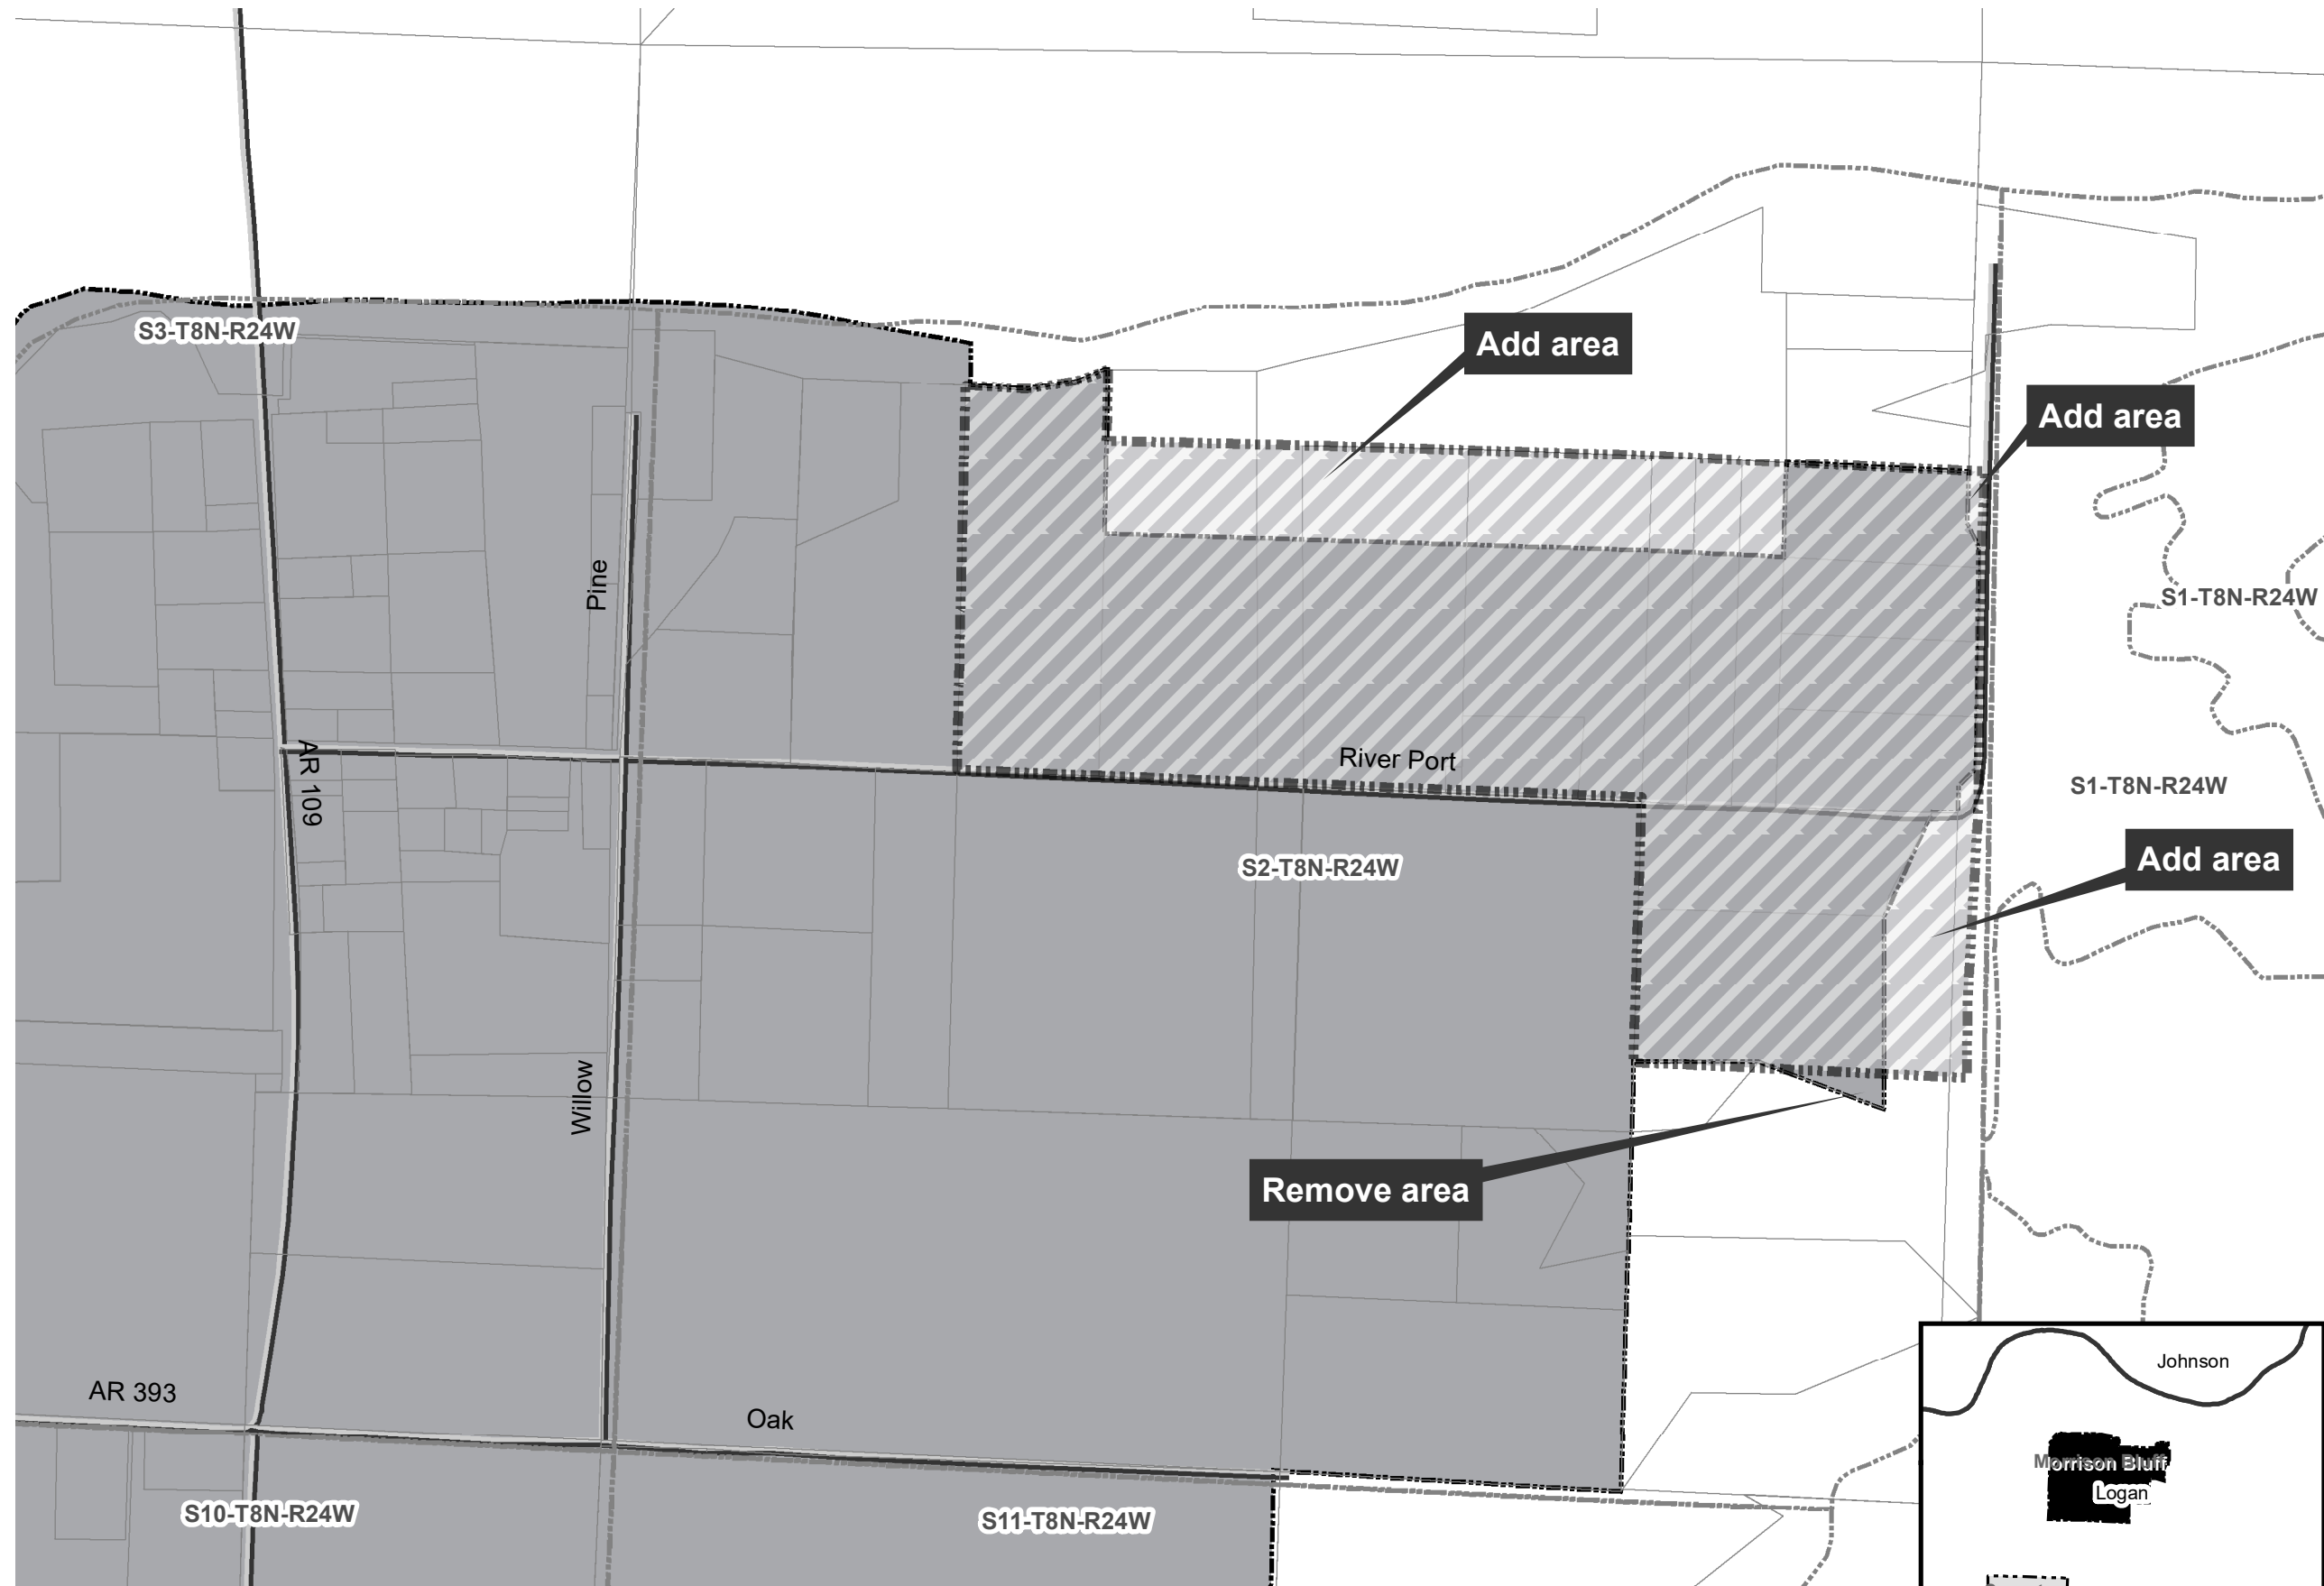 S3-T8N-R24W
Add area
Add area
Pine
S1-T8N-R24W
AR 109
River Port
S1-T8N-R24W
S2-T8N-R24W
Add area
Willow
Remove area
Johnson
AR 393
Oak
Morrison Bluff
Logan
S10-T8N-R24W
S11-T8N-R24W